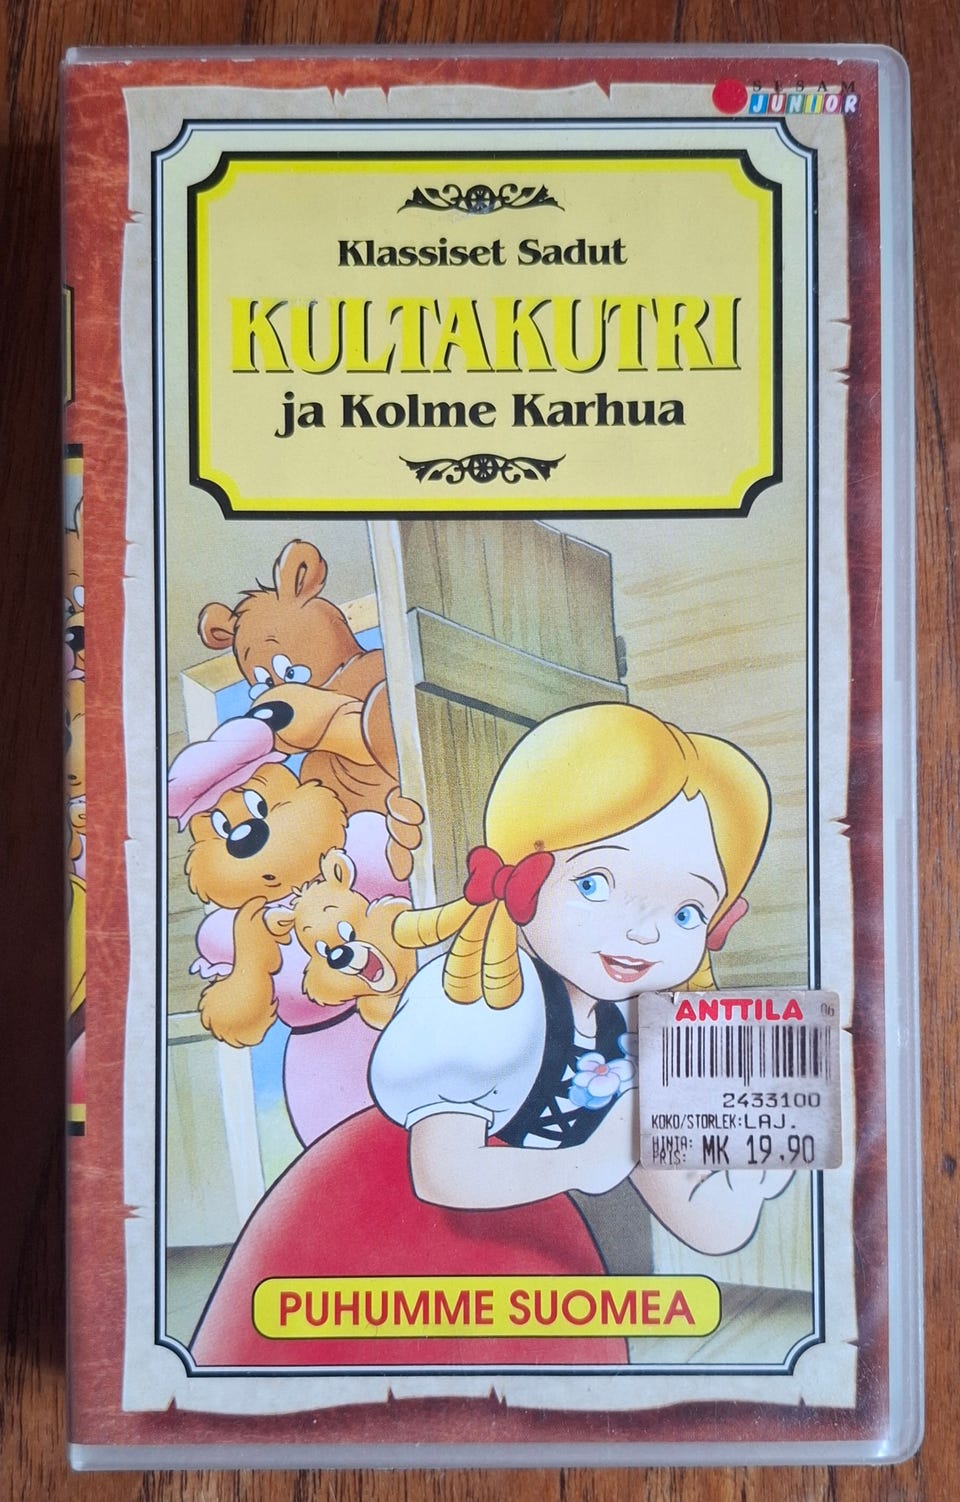 SESAM
JUNIOR
Klassiset Sadut
KULTAKUTRI
ja Kolme Karhua
ANTTILA 06
2433100
KOKO/STORLEK: LAJ.
HINTA:
PRIS: MK 19.90
PUHUMME SUOMEA